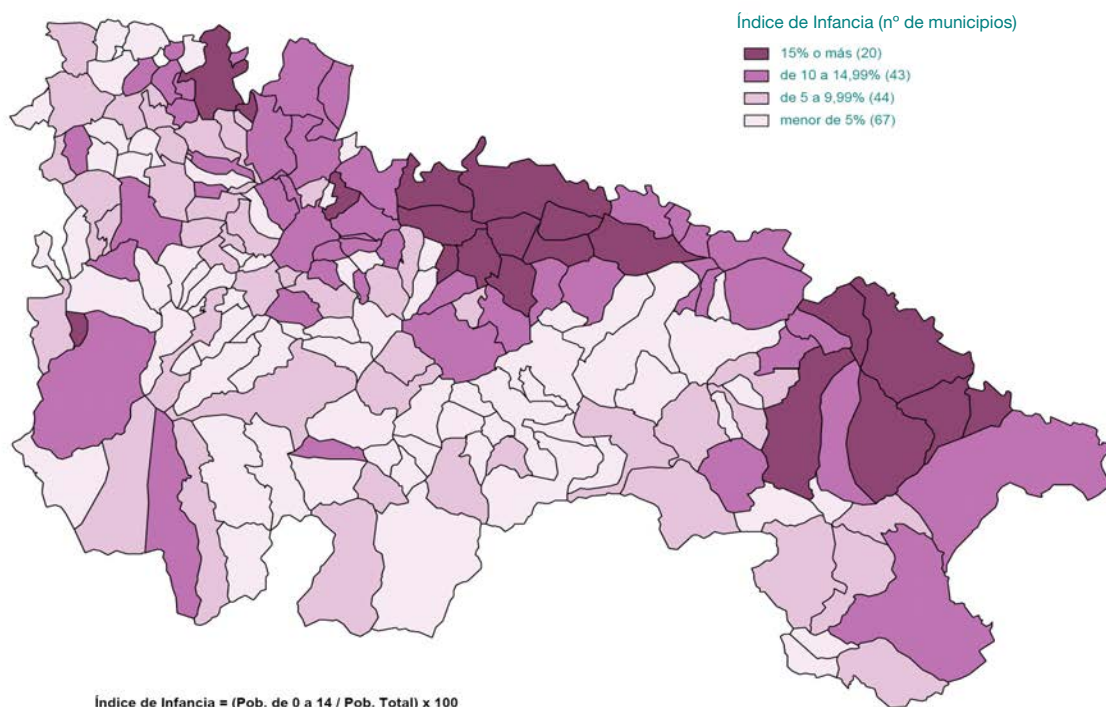 Índice de Infancia (nº de municipios)
15% o más (20)
de 10 a 14,99% (43)
de 5 a 9,99% (44)
menor de 5% (67)
Índice de Infancia = (Pob. de 0 a 14 / Pob. Total) x 100